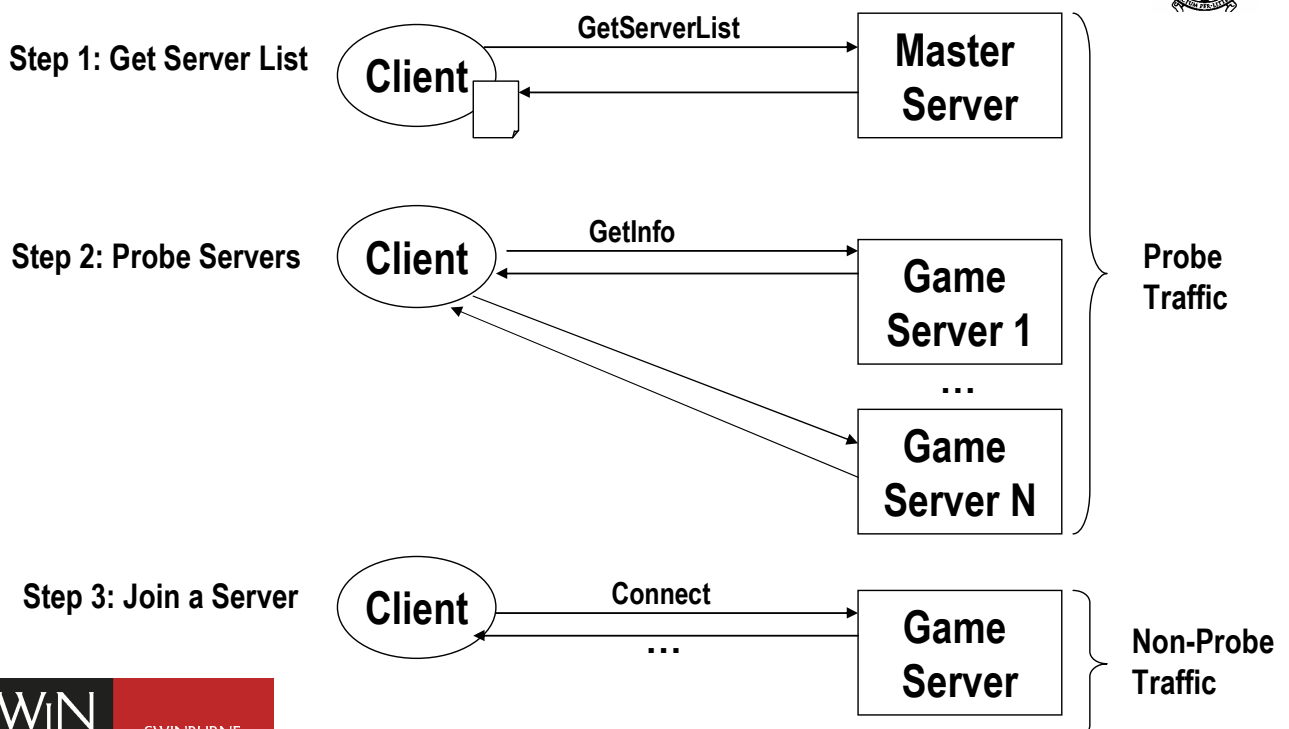 GetServerList
Step 1: Get Server List
Client
Master
Server
Step 2: Probe Servers
Client
GetInfo
Game
Server 1
...
Game
Server N
Probe
Traffic
Step 3: Join a Server
Client
Connect
...
Game
Server
Non-Probe
Traffic